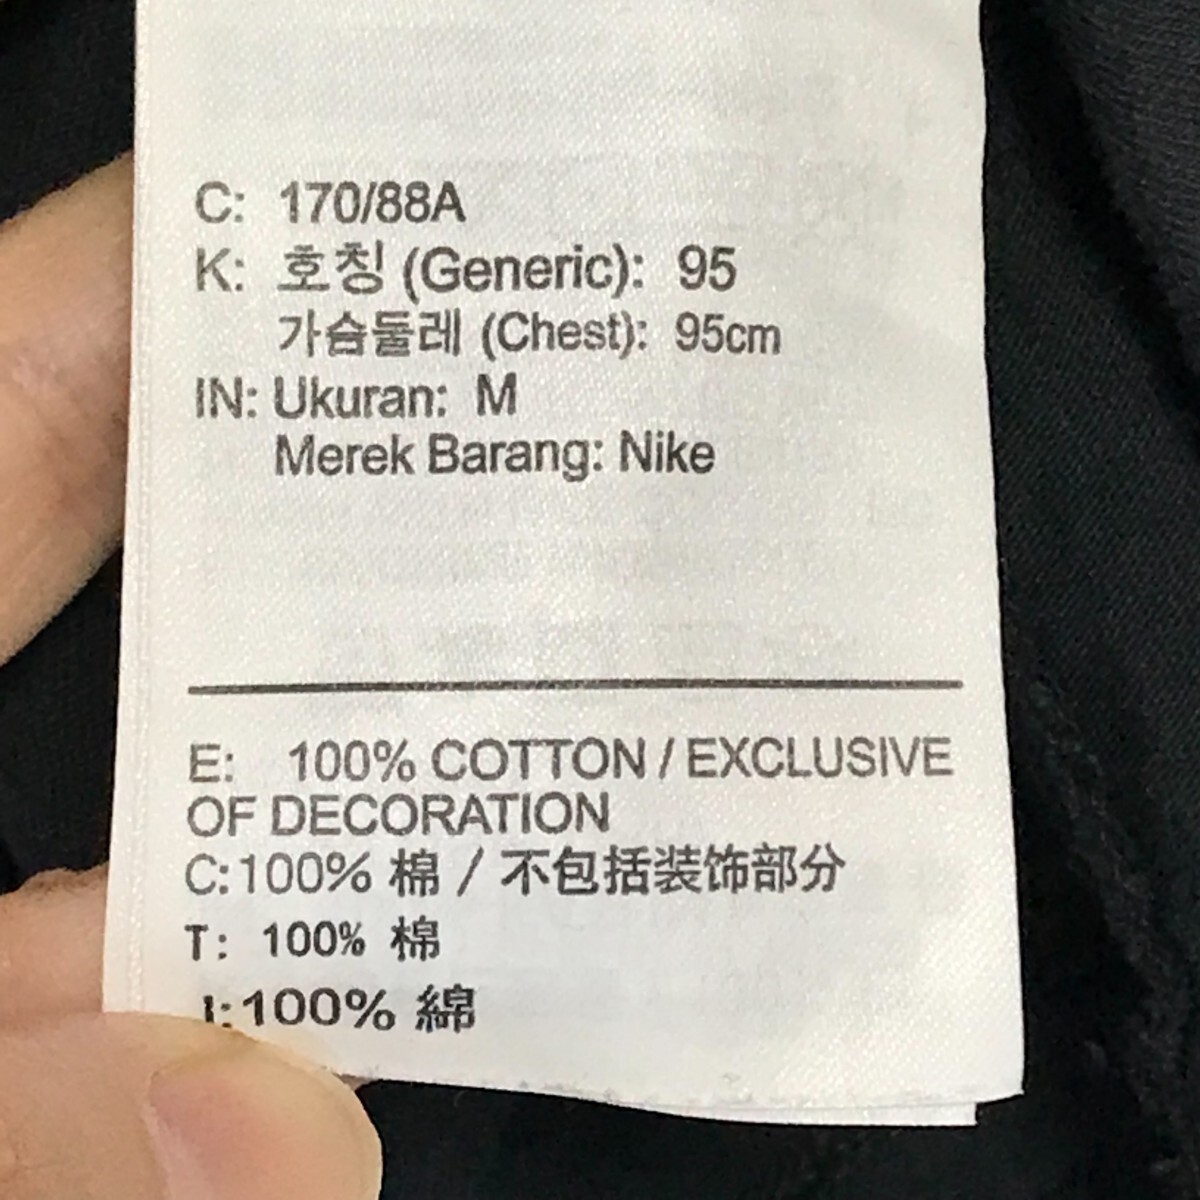 C: 170/88A
K: 호칭 (Generic): 95
가슴둘레 (Chest): 95cm
IN: Ukuran: M
Merek Barang: Nike
E: 100% COTTON / EXCLUSIVE
OF DECORATION
C:100% 棉 / 不包括装饰部分
T: 100% 棉
:100% 綿